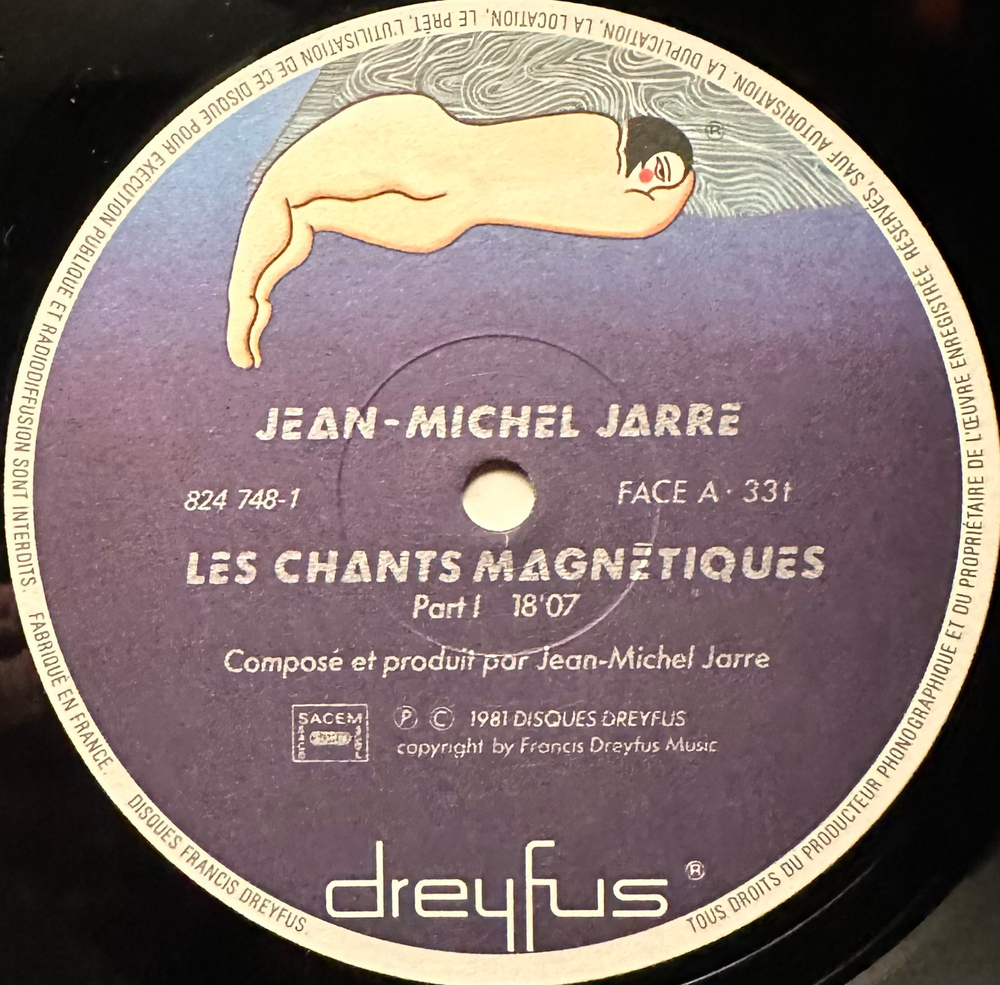 JEAN-MICHEL JARRE
824 748-1
FACE A · 33t
LES CHANTS MAGNÉTIQUES
Part I 18'07
Composé et produit par Jean-Michel Jarre
SACEM
Ⓟ © 1981 DISQUES DREYFUS
copyright by Francis Dreyfus Music
dreyfus ®
®
TOUS DROITS DU PRODUCTEUR PHONOGRAPHIQUE ET DU PROPRIÉTAIRE DE L'ŒUVRE ENREGISTRÉE RÉSERVÉS, SAUF AUTORISATION, LA DUPLICATION, LA LOCATION, LE PRÊT, L'UTILISATION DE CE DISQUE POUR EXÉCUTION PUBLIQUE ET RADIODIFFUSION SONT INTERDITS. FABRIQUÉ EN FRANCE. DISQUES FRANCIS DREYFUS.